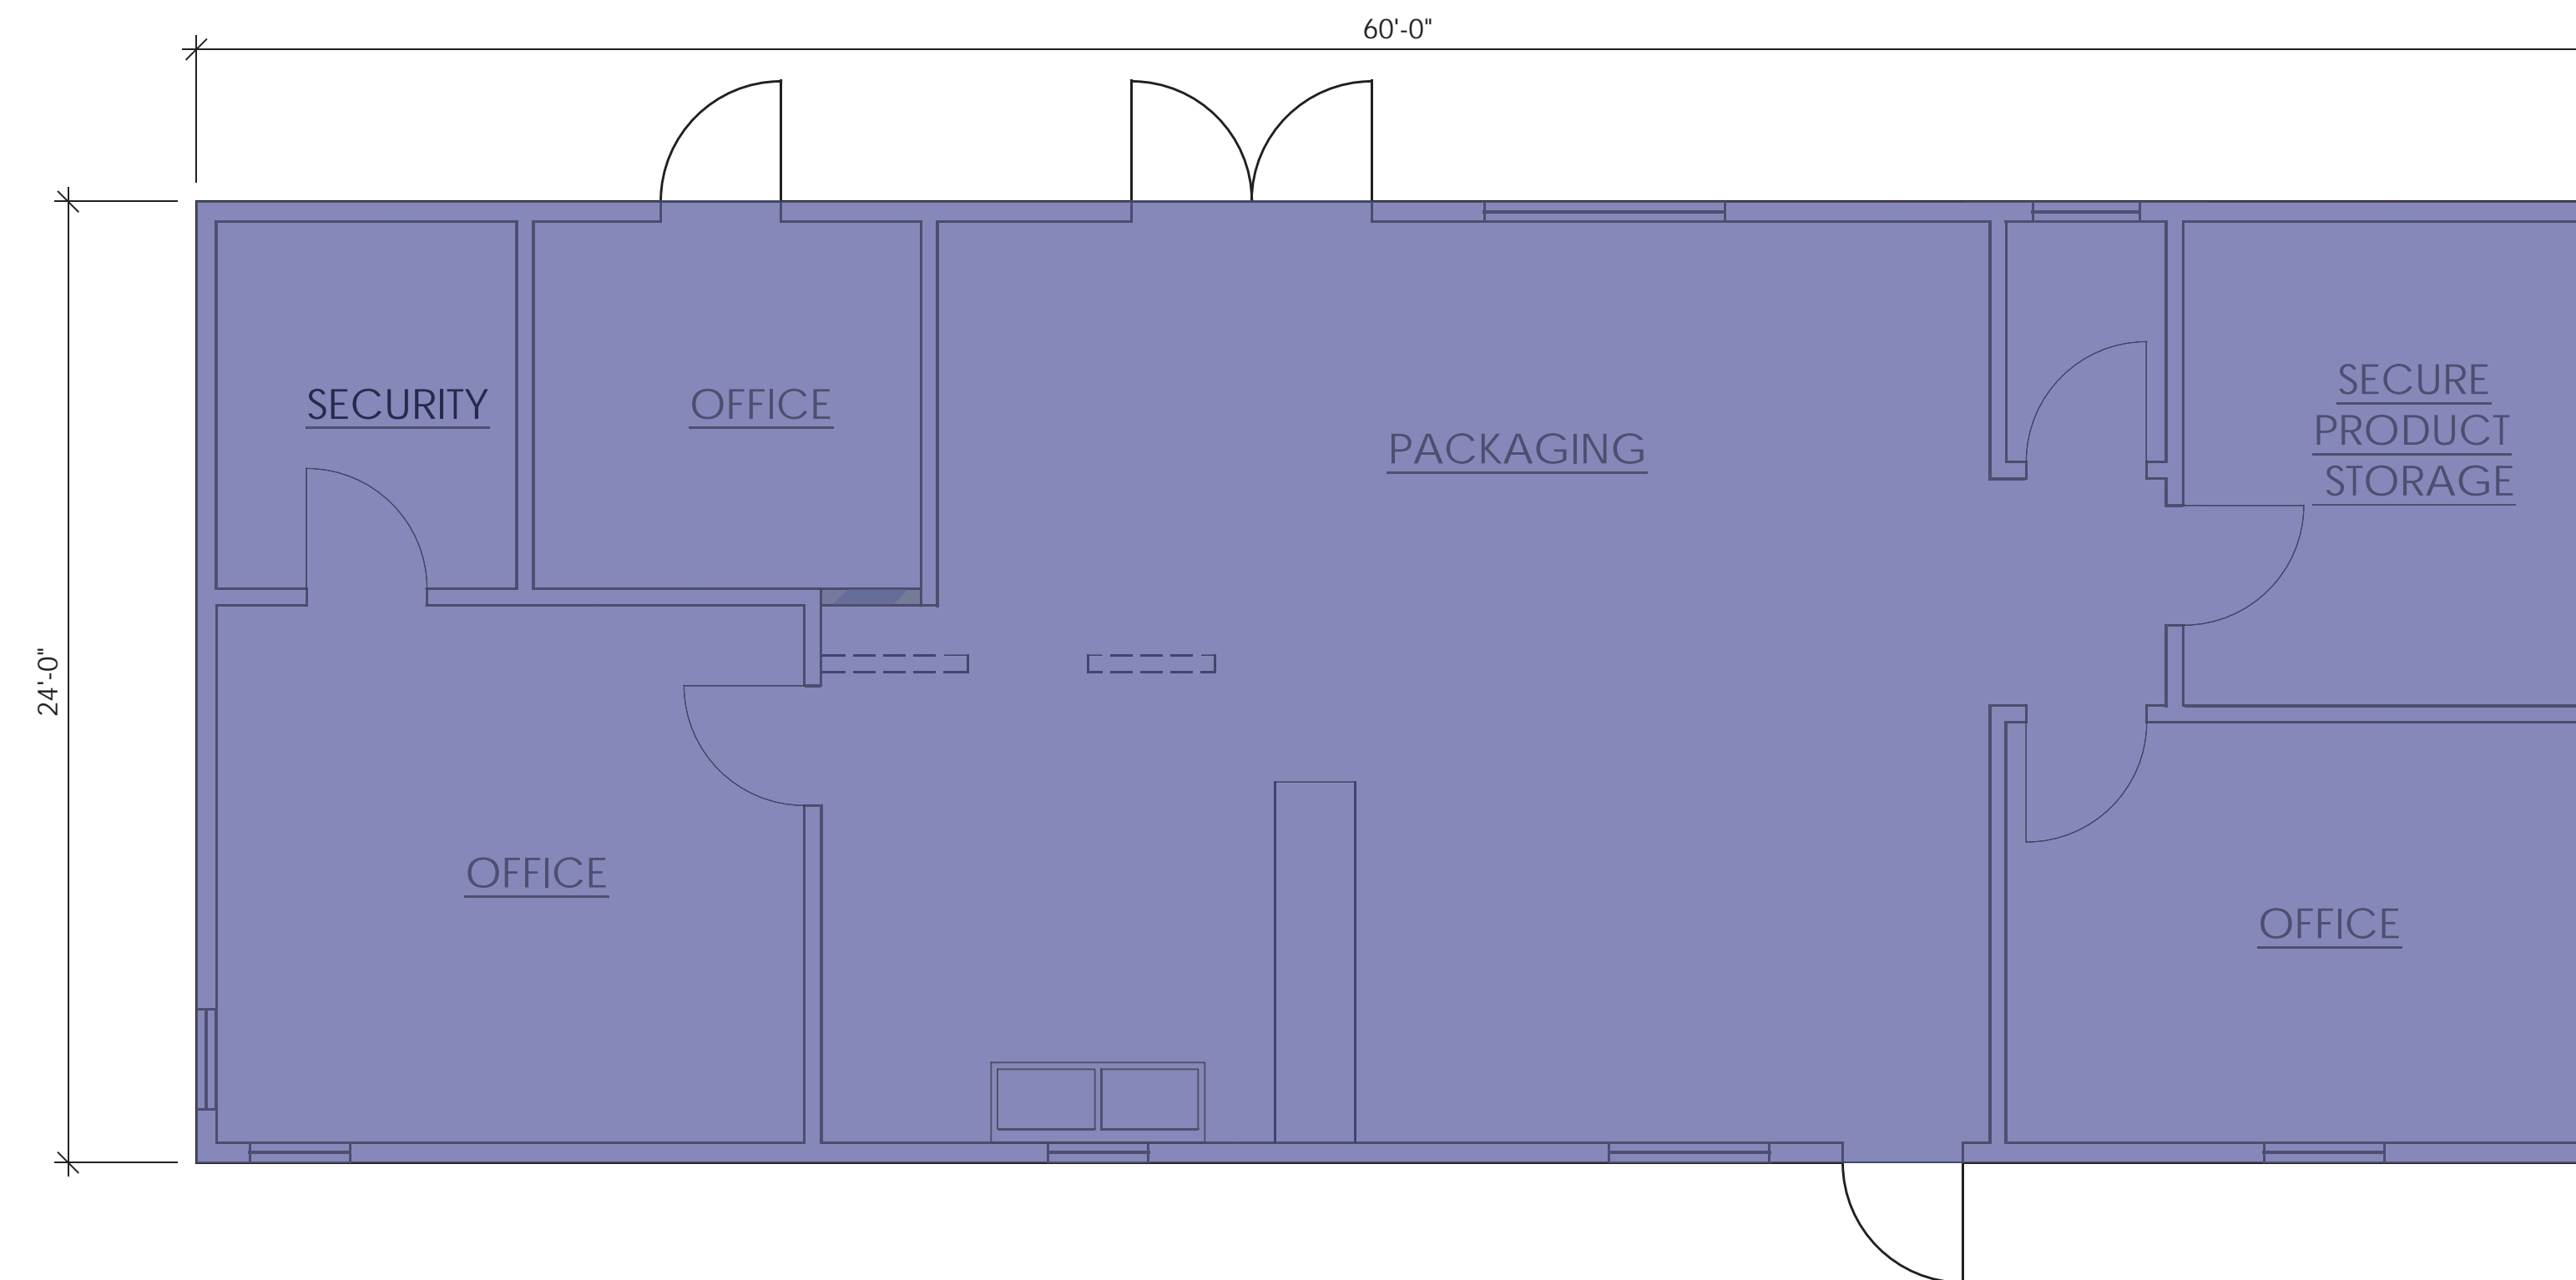 60'-0"
SECURITY
OFFICE
PACKAGING
SECURE
PRODUCT
STORAGE
24'-0"
OFFICE
OFFICE